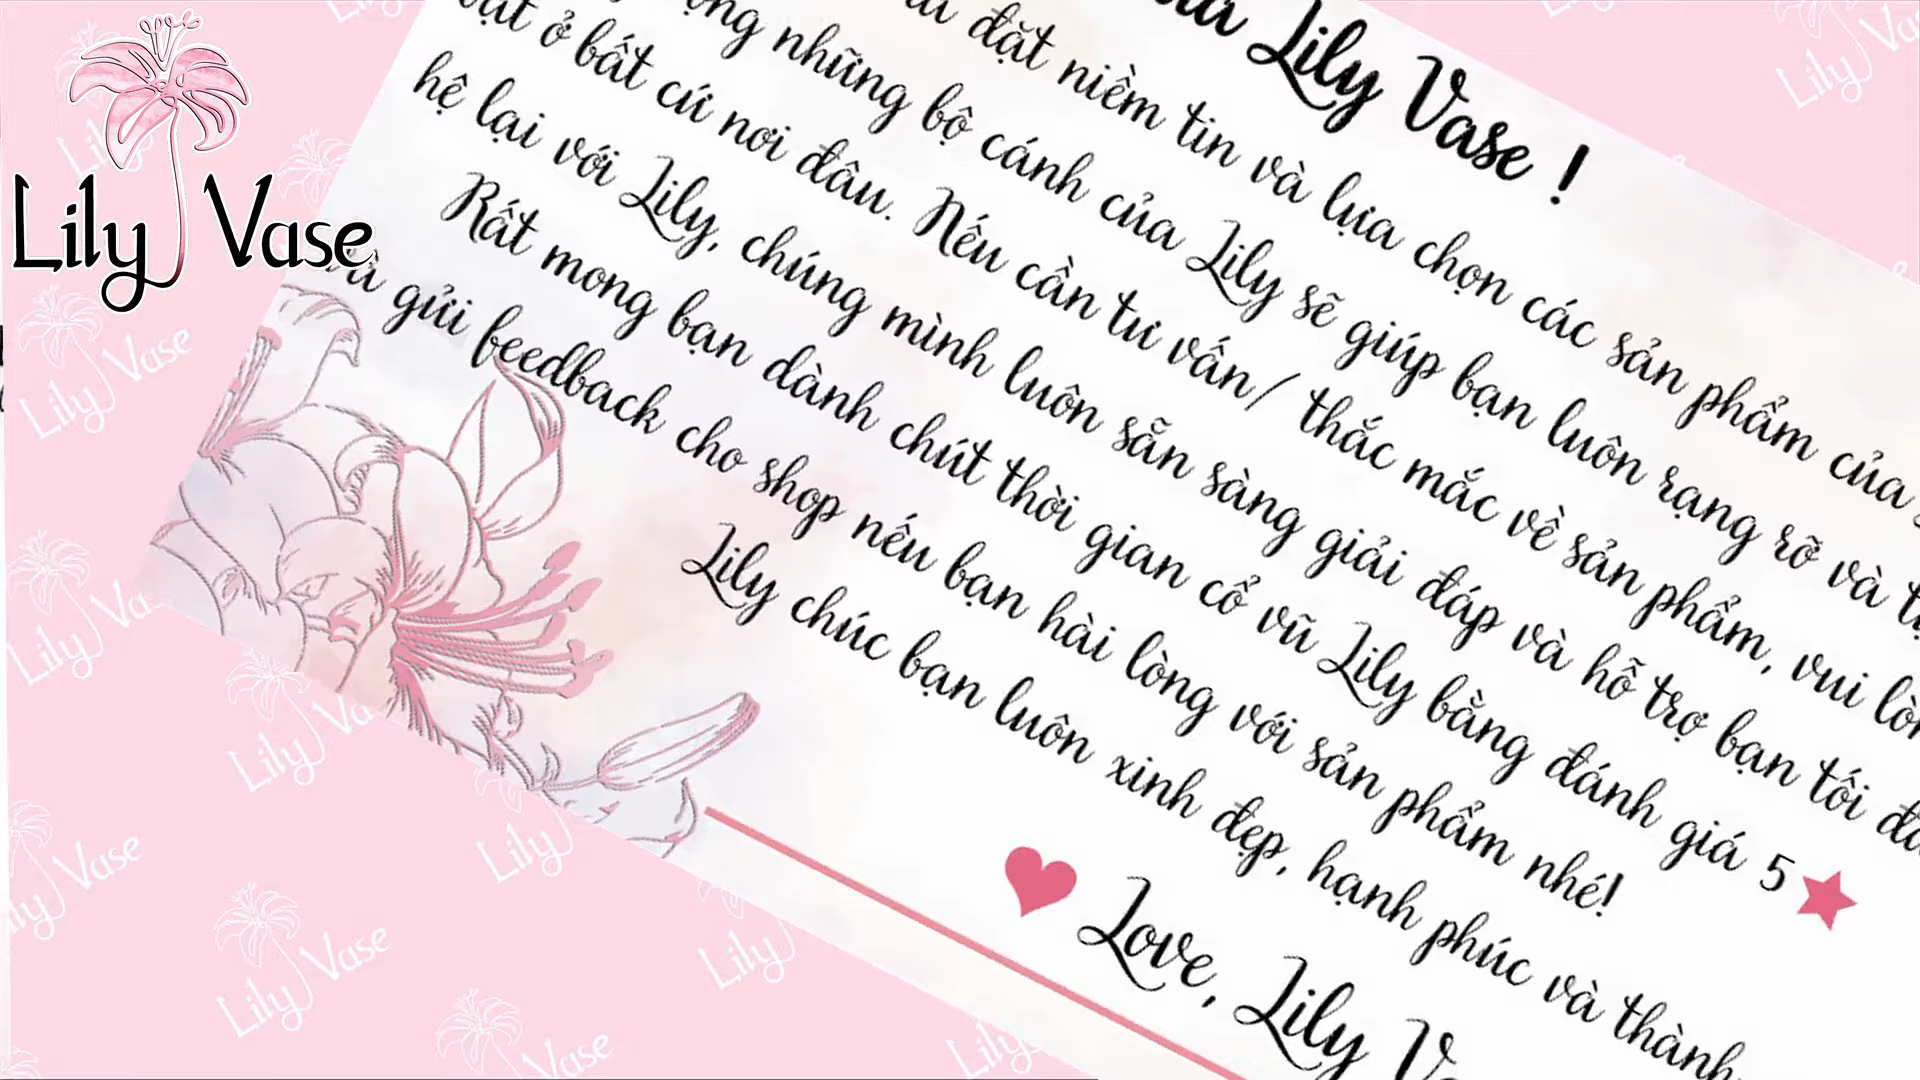 Lily Vase
Lily Vase !
đặt niềm tin và lựa chọn các sản phẩm của
những bộ cánh của Lily sẽ giúp bạn luôn rạng rỡ và
bật ở bất cứ nơi đâu. Nếu cần tư vấn/ thắc mắc về sản phẩm, vui
hệ lại với Lily, chúng mình luôn sẵn sàng giải đáp và hỗ trợ bạn tối
Rất mong bạn dành chút thời gian cổ vũ Lily bằng đánh giá 5
và gửi feedback cho shop nếu bạn hài lòng với sản phẩm nhé!
Lily chúc bạn luôn xinh đẹp, hạnh phúc và thành
Love, Lily